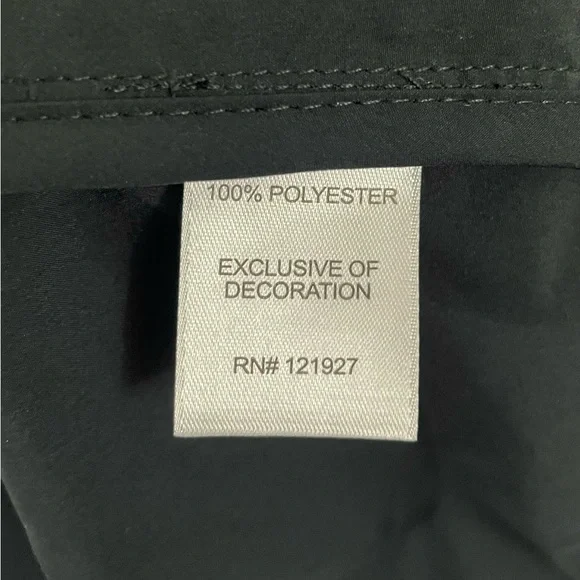 100% POLYESTER
EXCLUSIVE OF
DECORATION
RN# 121927